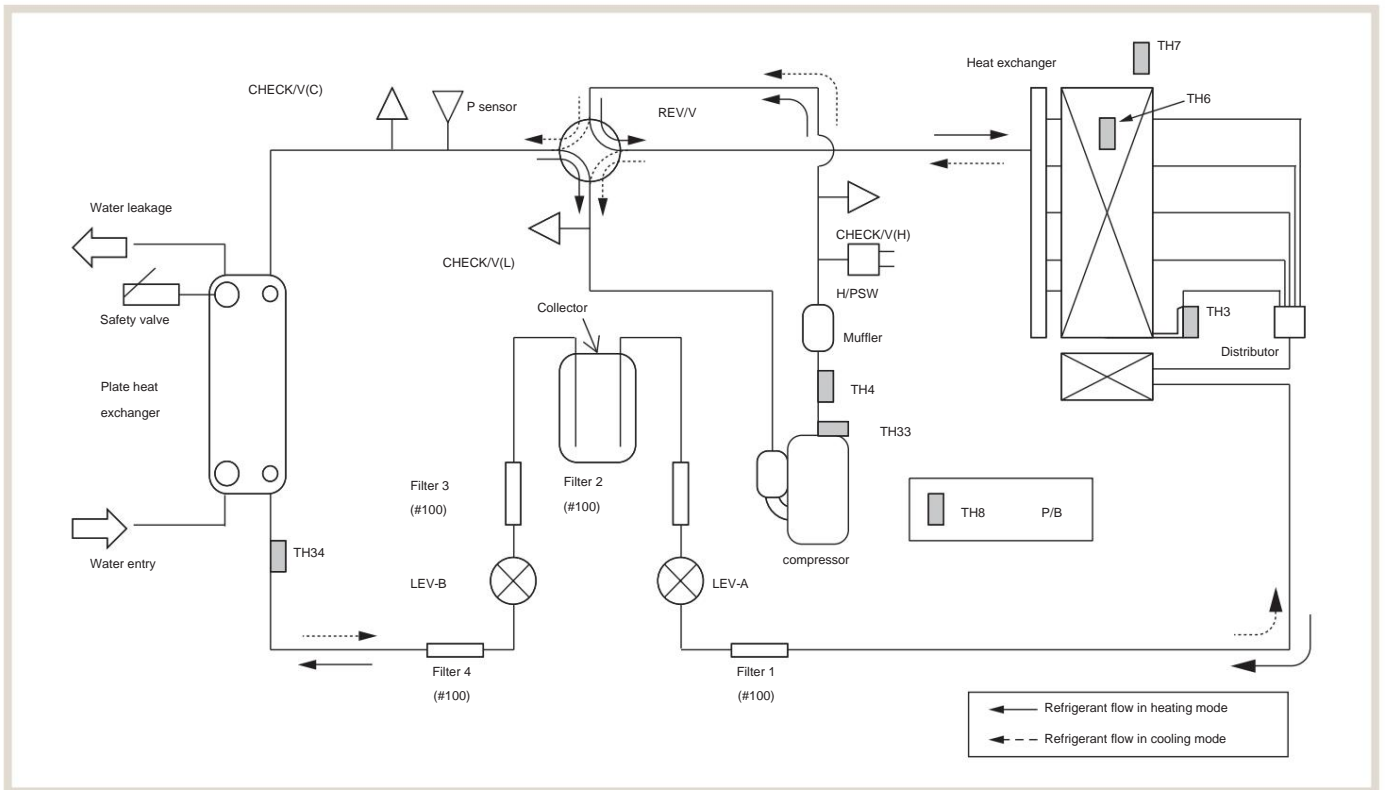 TH7
Heat exchanger
CHECK/V(C)
P sensor
REV/V
TH6
Water leakage
CHECK/V(H)
CHECK/V(L)
H/PSW
Collector
Safety valve
TH3
Muffler
Distributor
Plate heat
exchanger
TH4
TH33
Filter 3
(#100)
Filter 2
(#100)
TH8
P/B
Water entry
TH34
compressor
LEV-B
LEV-A
Filter 4
(#100)
Filter 1
(#100)
Refrigerant flow in heating mode
Refrigerant flow in cooling mode